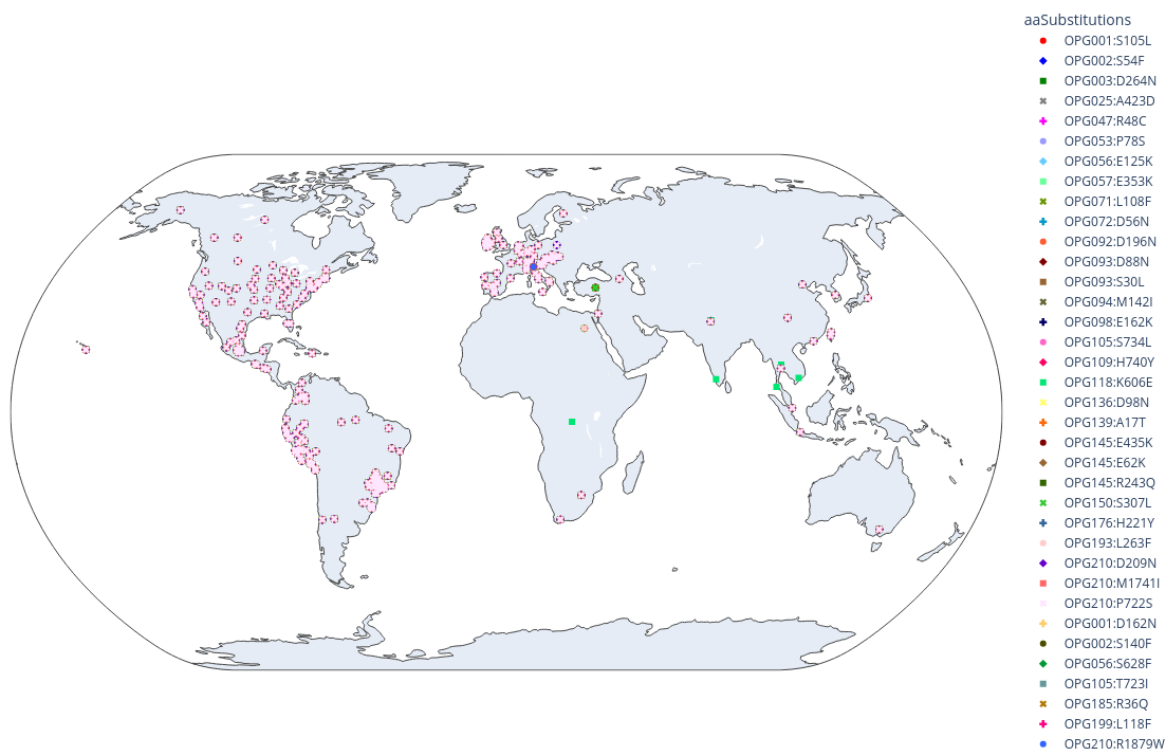 aaSubstitutions
OPG001:S105L
OPG002:S54F
OPG003:D264N
OPG025:A423D
OPG047:R48C
OPG053:P78S
OPG056:E125K
OPG057:E353K
OPG071:L108F
OPG072:D56N
OPG092:D196N
OPG093:D88N
OPG093:S30L
OPG094:M142I
OPG098:E162K
OPG105:S734L
OPG109:H740Y
OPG118:K606E
OPG136:D98N
OPG139:A17T
OPG145:E435K
OPG145:E62K
OPG145:R243Q
OPG150:S307L
OPG176:H221Y
OPG193:L263F
OPG210:D209N
OPG210:M1741I
OPG210:P722S
OPG001:D162N
OPG002:S140F
OPG056:S628F
OPG105:T723I
OPG185:R36Q
OPG199:L118F
OPG210:R1879W